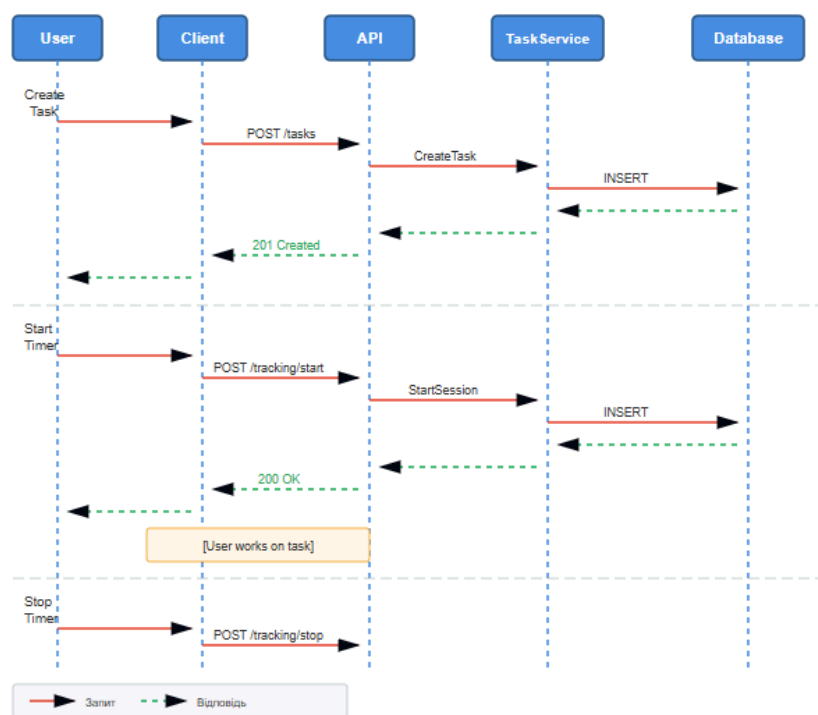 User
Client
API
TaskService
Database
Create
Task
POST /tasks
CreateTask
INSERT
201 Created
Start
Timer
POST /tracking/start
StartSession
INSERT
200 OK
[User works on task]
Stop
Timer
POST /tracking/stop
Запит
Відповідь